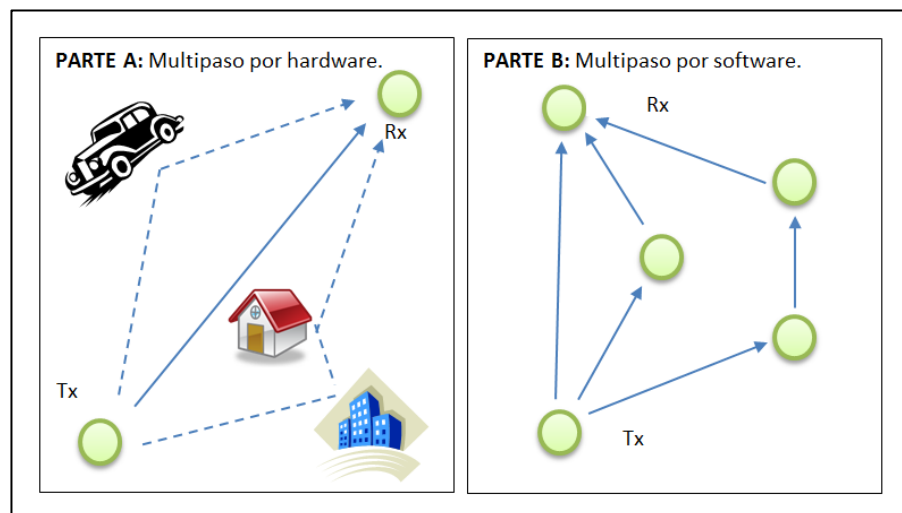 PARTE A: Multipaso por hardware.
Rx
Tx
PARTE B: Multipaso por software.
Rx
Tx